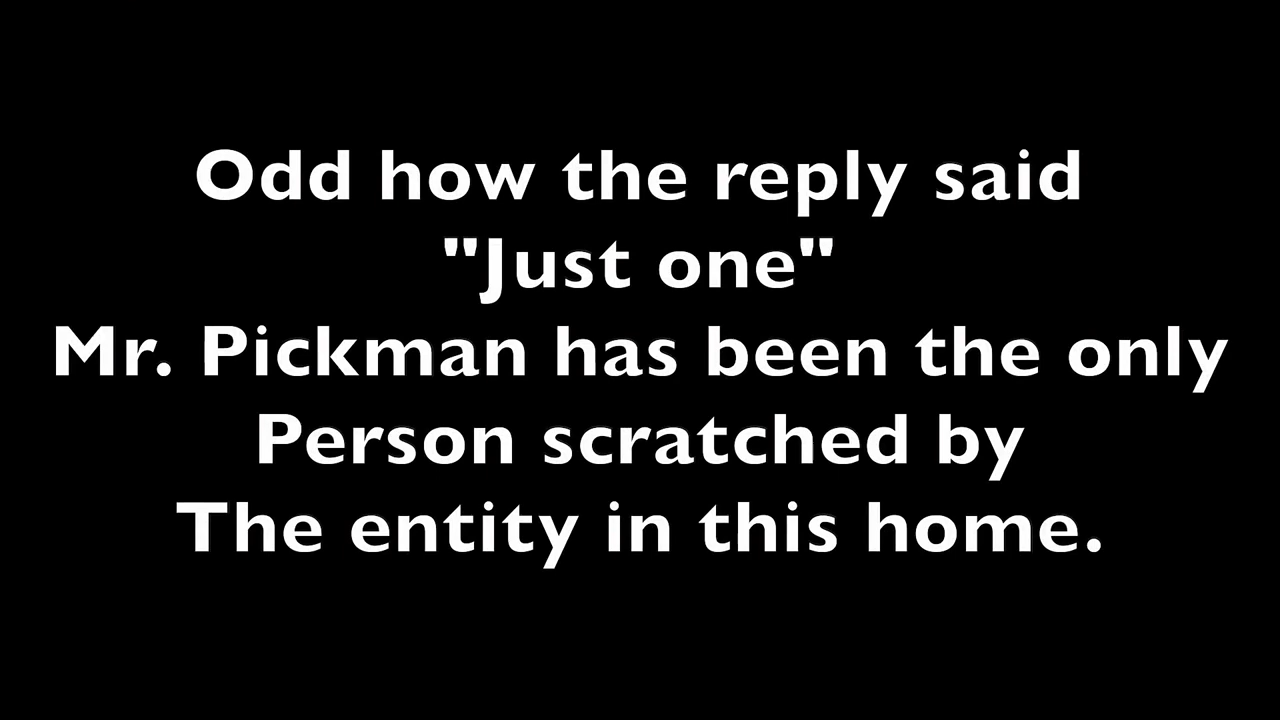 Odd how the reply said
"Just one"
Mr. Pickman has been the only
Person scratched by
The entity in this home.